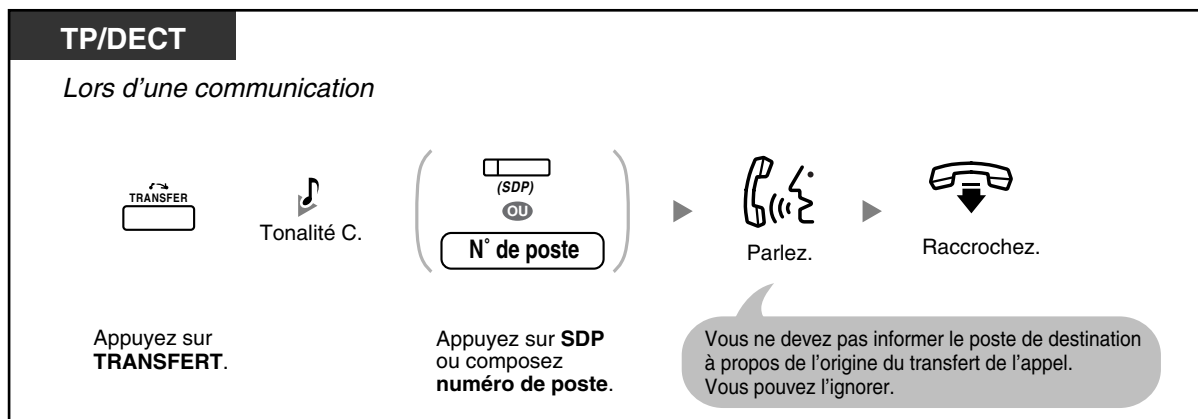 TP/DECT
Lors d'une communication
TRANSFER
Tonalité C.
(SDP)
OU
N° de poste
Parlez.
Raccrochez.
Appuyez sur
TRANSFERT.
Appuyez sur SDP
ou composez
numéro de poste.
Vous ne devez pas informer le poste de destination
à propos de l'origine du transfert de l'appel.
Vous pouvez l'ignorer.